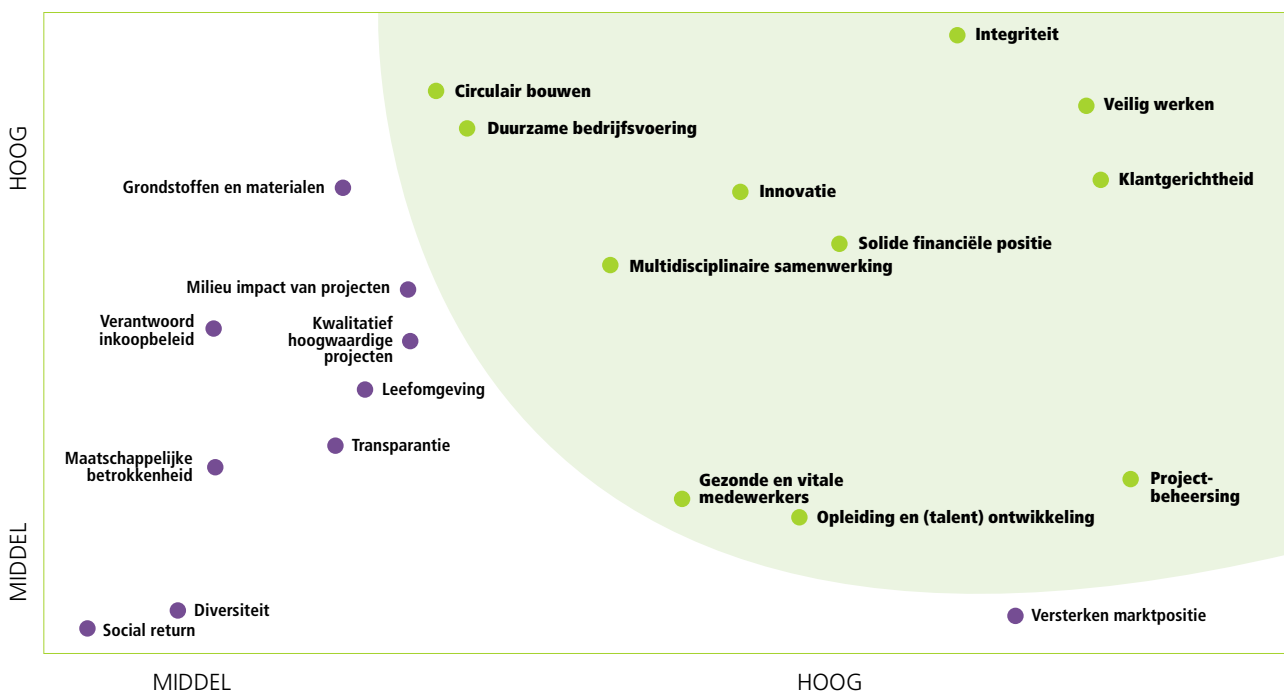 Integriteit
Circulair bouwen
Veilig werken
Duurzame bedrijfsvoering
HOOG
Grondstoffen en materialen
Klantgerichtheid
Innovatie
Solide financiële positie
Multidisciplinaire samenwerking
Milieu impact van projecten
Verantwoord
inkoopbeleid
Kwalitatief
hoogwaardige
projecten
Leefomgeving
Transparantie
Maatschappelijke
betrokkenheid
Gezonde en vitale
medewerkers
Project-
beheersing
Opleiding en (talent) ontwikkeling
MIDDEL
Diversiteit
Social return
Versterken marktpositie
MIDDEL
HOOG